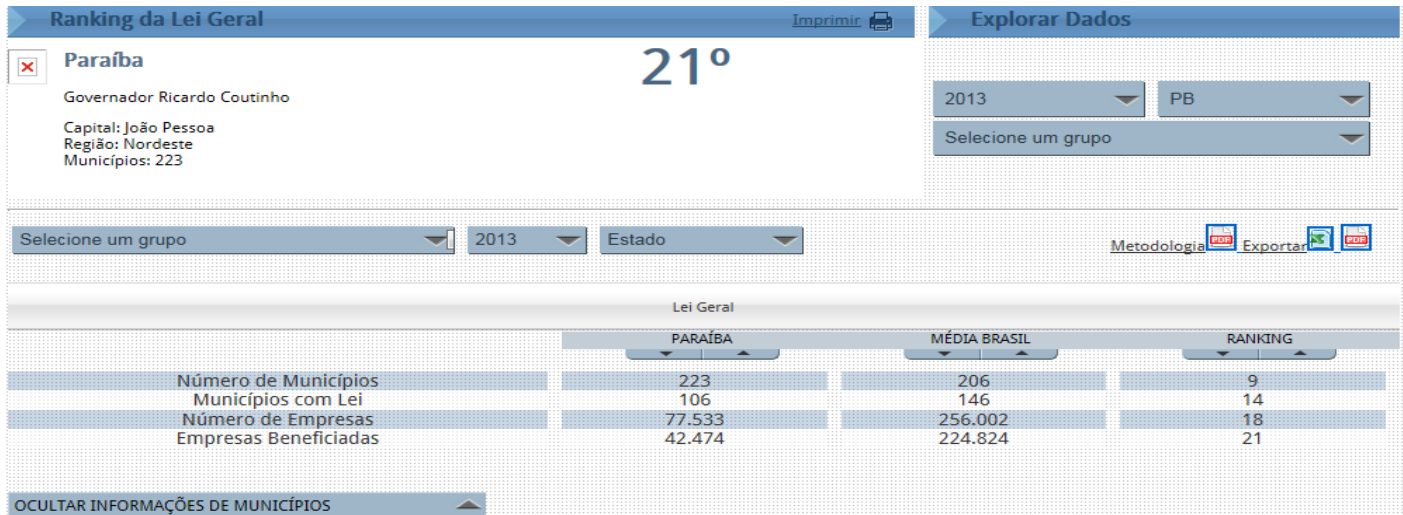 Ranking da Lei Geral
Imprimir
Explorar Dados
Paraíba
21º
Governador Ricardo Coutinho
Capital: João Pessoa
Região: Nordeste
Municípios: 223
2013 PB
Selecione um grupo
Selecione um grupo 2013 Estado
Metodologia PDF Exportar PDF
Lei Geral
PARAÍBA MÉDIA BRASIL RANKING
Número de Municípios 223 206 9
Municípios com Lei 106 146 14
Número de Empresas 77.533 256.002 18
Empresas Beneficiadas 42.474 224.824 21
OCULTAR INFORMAÇÕES DE MUNICÍPIOS